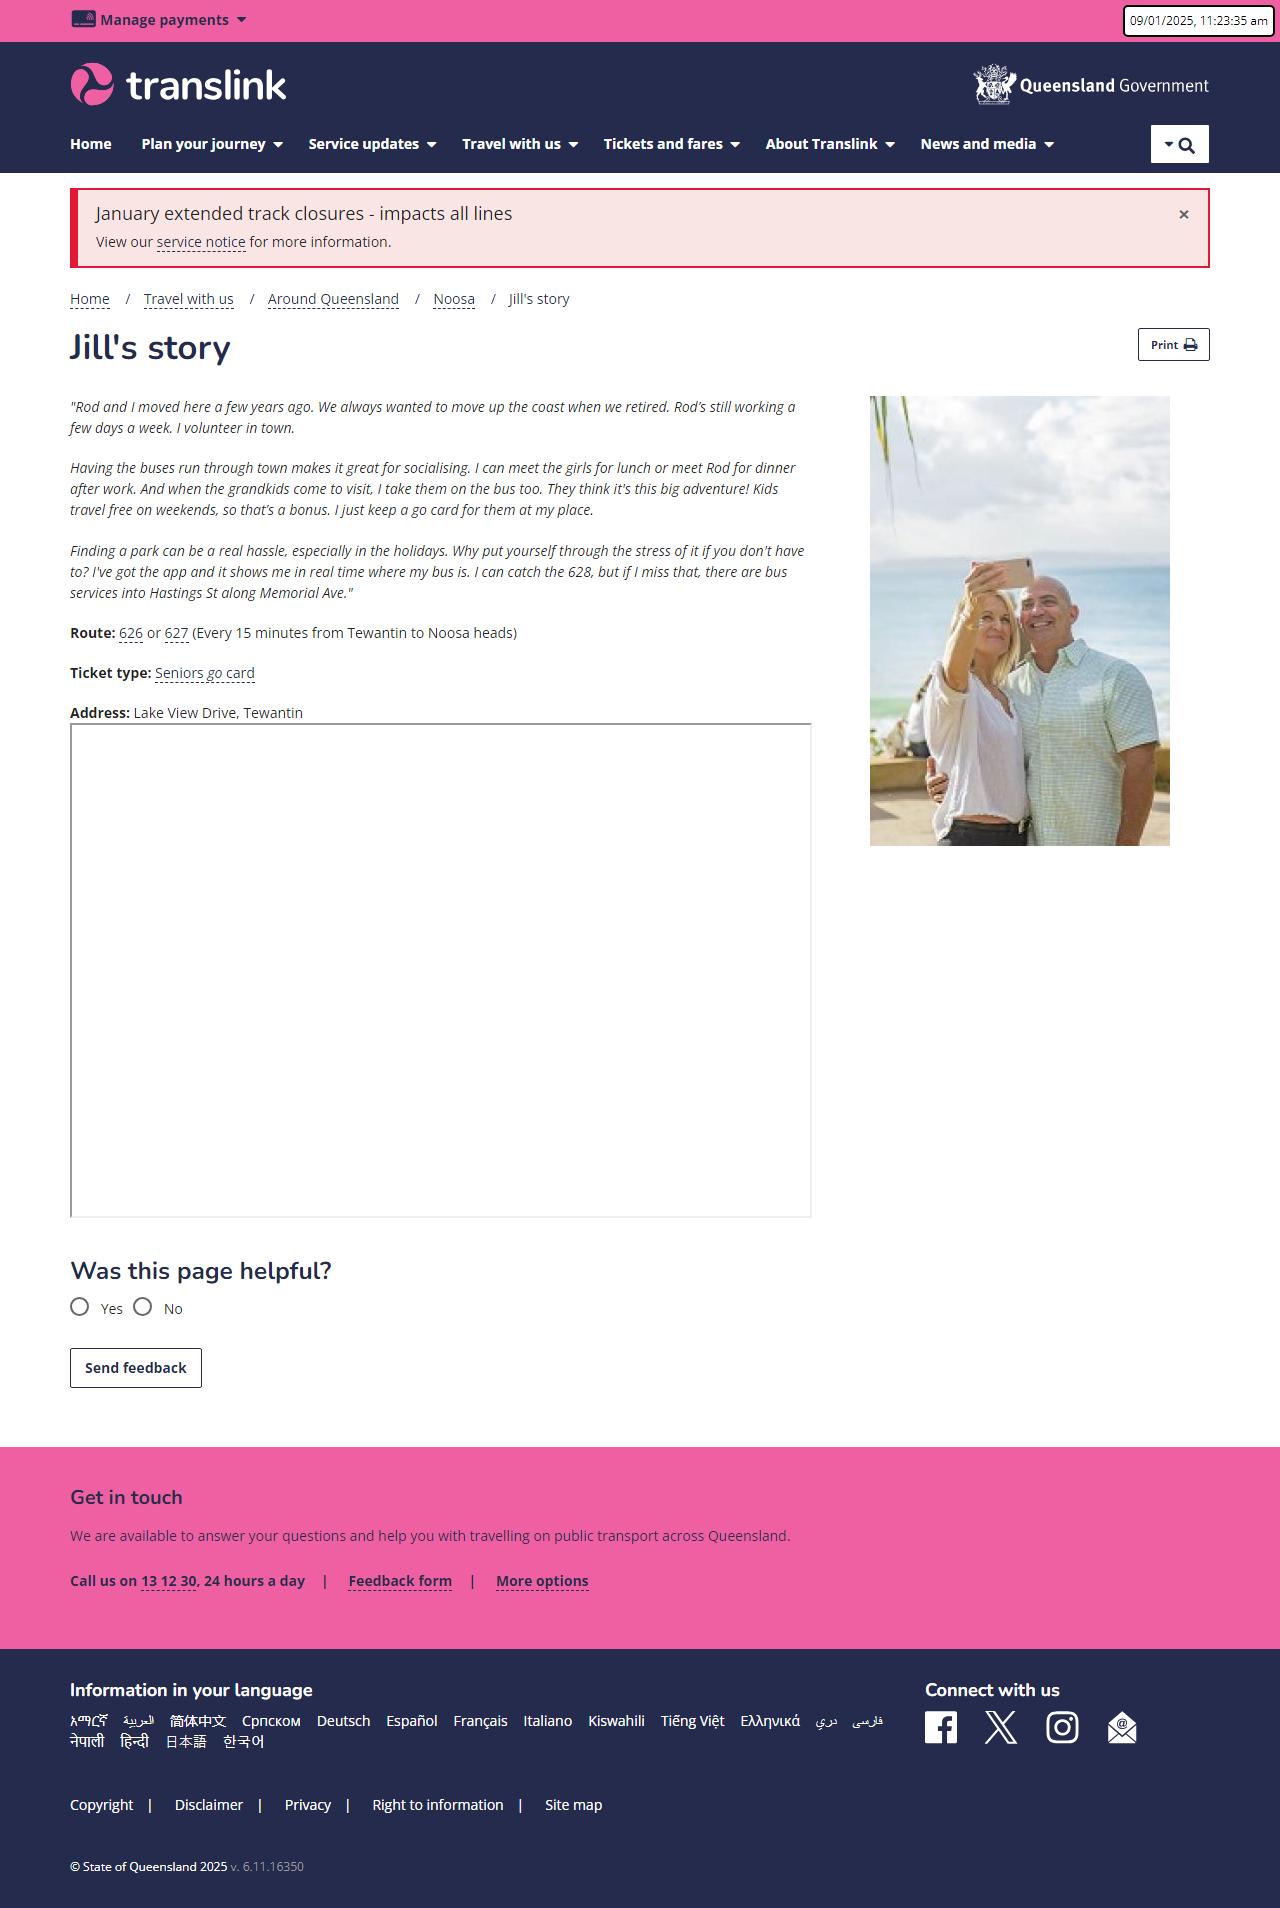 Manage payments
09/01/2025, 11:23:35 am
translink
Queensland Government
Home Plan your journey Service updates Travel with us Tickets and fares About Translink News and media
January extended track closures - impacts all lines
×
View our service notice for more information.
Home / Travel with us / Around Queensland / Noosa / Jill's story
Jill's story
Print
"Rod and I moved here a few years ago. We always wanted to move up the coast when we retired. Rod’s still working a
few days a week. I volunteer in town.
Having the buses run through town makes it great for socialising. I can meet the girls for lunch or meet Rod for dinner
after work. And when the grandkids come to visit, I take them on the bus too. They think it's this big adventure! Kids
travel free on weekends, so that’s a bonus. I just keep a go card for them at my place.
Finding a park can be a real hassle, especially in the holidays. Why put yourself through the stress of it if you don't have
to? I've got the app and it shows me in real time where my bus is. I can catch the 628, but if I miss that, there are bus
services into Hastings St along Memorial Ave."
Route: 626 or 627 (Every 15 minutes from Tewantin to Noosa heads)
Ticket type: Seniors go card
Address: Lake View Drive, Tewantin
Was this page helpful?
Yes No
Send feedback
Get in touch
We are available to answer your questions and help you with travelling on public transport across Queensland.
Call us on 13 12 30, 24 hours a day | Feedback form | More options
Information in your language
አማርኛ العربية 简体中文 Српском Deutsch Español Français Italiano Kiswahili Tiếng Việt Ελληνικά دري فارسی
नेपाली हिन्दी 日本語 한국어
Connect with us
Copyright | Disclaimer | Privacy | Right to information | Site map
© State of Queensland 2025 v. 6.11.16350